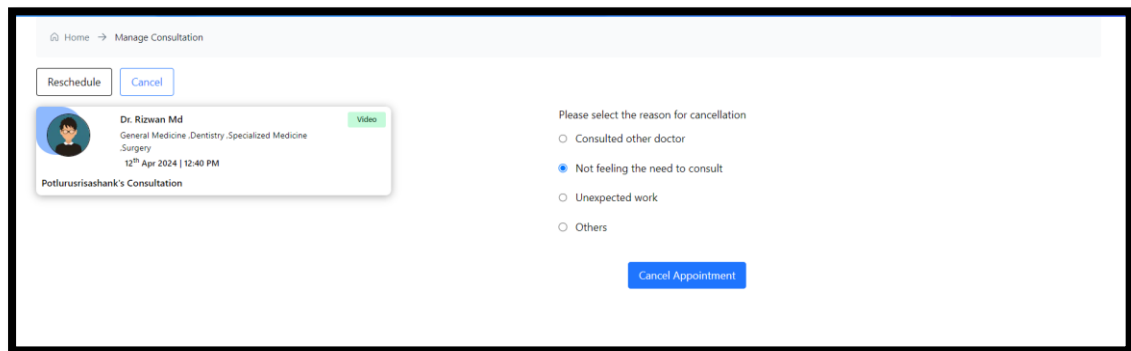 Home → Manage Consultation
Reschedule Cancel
Dr. Rizwan Md Video
General Medicine .Dentistry .Specialized Medicine
.Surgery
12th Apr 2024 | 12:40 PM
Potlurusrisashank's Consultation
Please select the reason for cancellation
Consulted other doctor
Not feeling the need to consult
Unexpected work
Others
Cancel Appointment